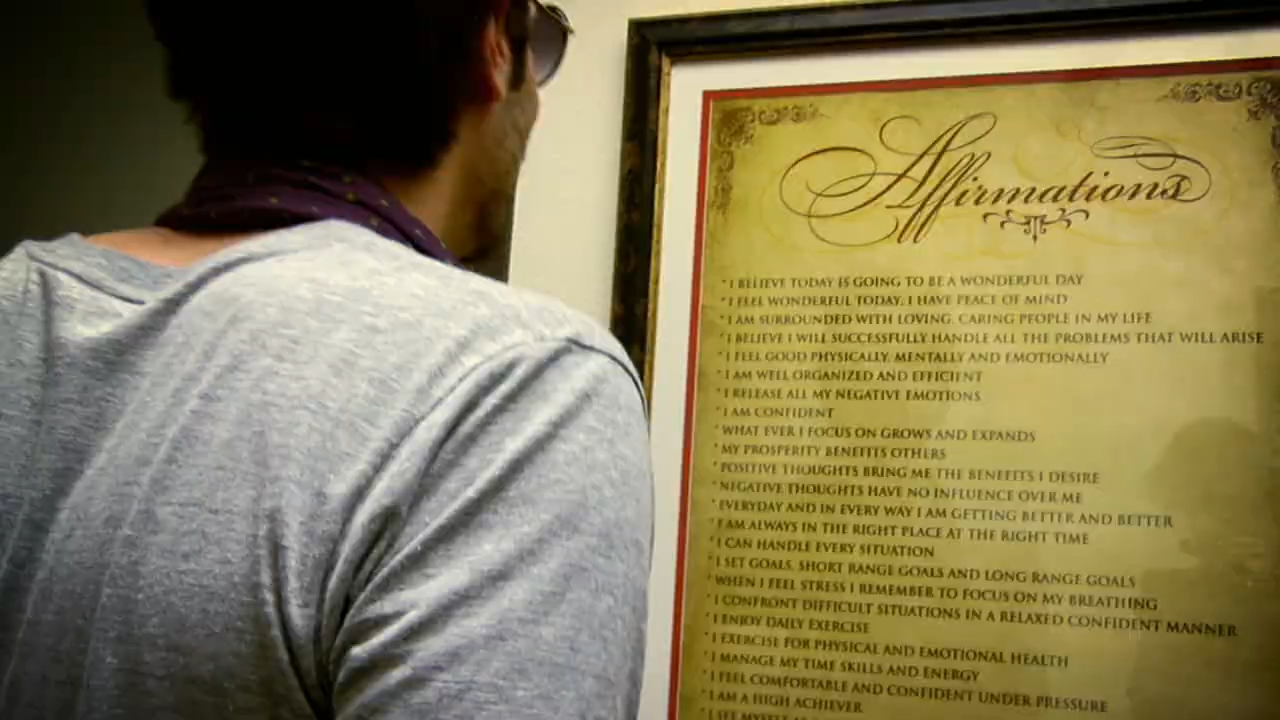 Affirmations
* I BELIEVE TODAY IS GOING TO BE A WONDERFUL DAY
* I FEEL WONDERFUL TODAY, I HAVE PEACE OF MIND
* I AM SURROUNDED WITH LOVING, CARING PEOPLE IN MY LIFE
* I BELIEVE I WILL SUCCESSFULLY HANDLE ALL THE PROBLEMS THAT WILL ARISE
* I FEEL GOOD PHYSICALLY, MENTALLY AND EMOTIONALLY
* I AM WELL ORGANIZED AND EFFICIENT
* I RELEASE ALL MY NEGATIVE EMOTIONS
* I AM CONFIDENT
* WHAT EVER I FOCUS ON GROWS AND EXPANDS
* MY PROSPERITY BENEFITS OTHERS
* POSITIVE THOUGHTS BRING ME THE BENEFITS I DESIRE
* NEGATIVE THOUGHTS HAVE NO INFLUENCE OVER ME
* EVERYDAY AND IN EVERY WAY I AM GETTING BETTER AND BETTER
* I AM ALWAYS IN THE RIGHT PLACE AT THE RIGHT TIME
* I CAN HANDLE EVERY SITUATION
* I SET GOALS, SHORT RANGE GOALS AND LONG RANGE GOALS
* WHEN I FEEL STRESS I REMEMBER TO FOCUS ON MY BREATHING
* I CONFRONT DIFFICULT SITUATIONS IN A RELAXED CONFIDENT MANNER
* I ENJOY DAILY EXERCISE
* I EXERCISE FOR PHYSICAL AND EMOTIONAL HEALTH
* I MANAGE MY TIME SKILLS AND ENERGY
* I FEEL COMFORTABLE AND CONFIDENT UNDER PRESSURE
* I AM A HIGH ACHIEVER
* I SEE MYSELF